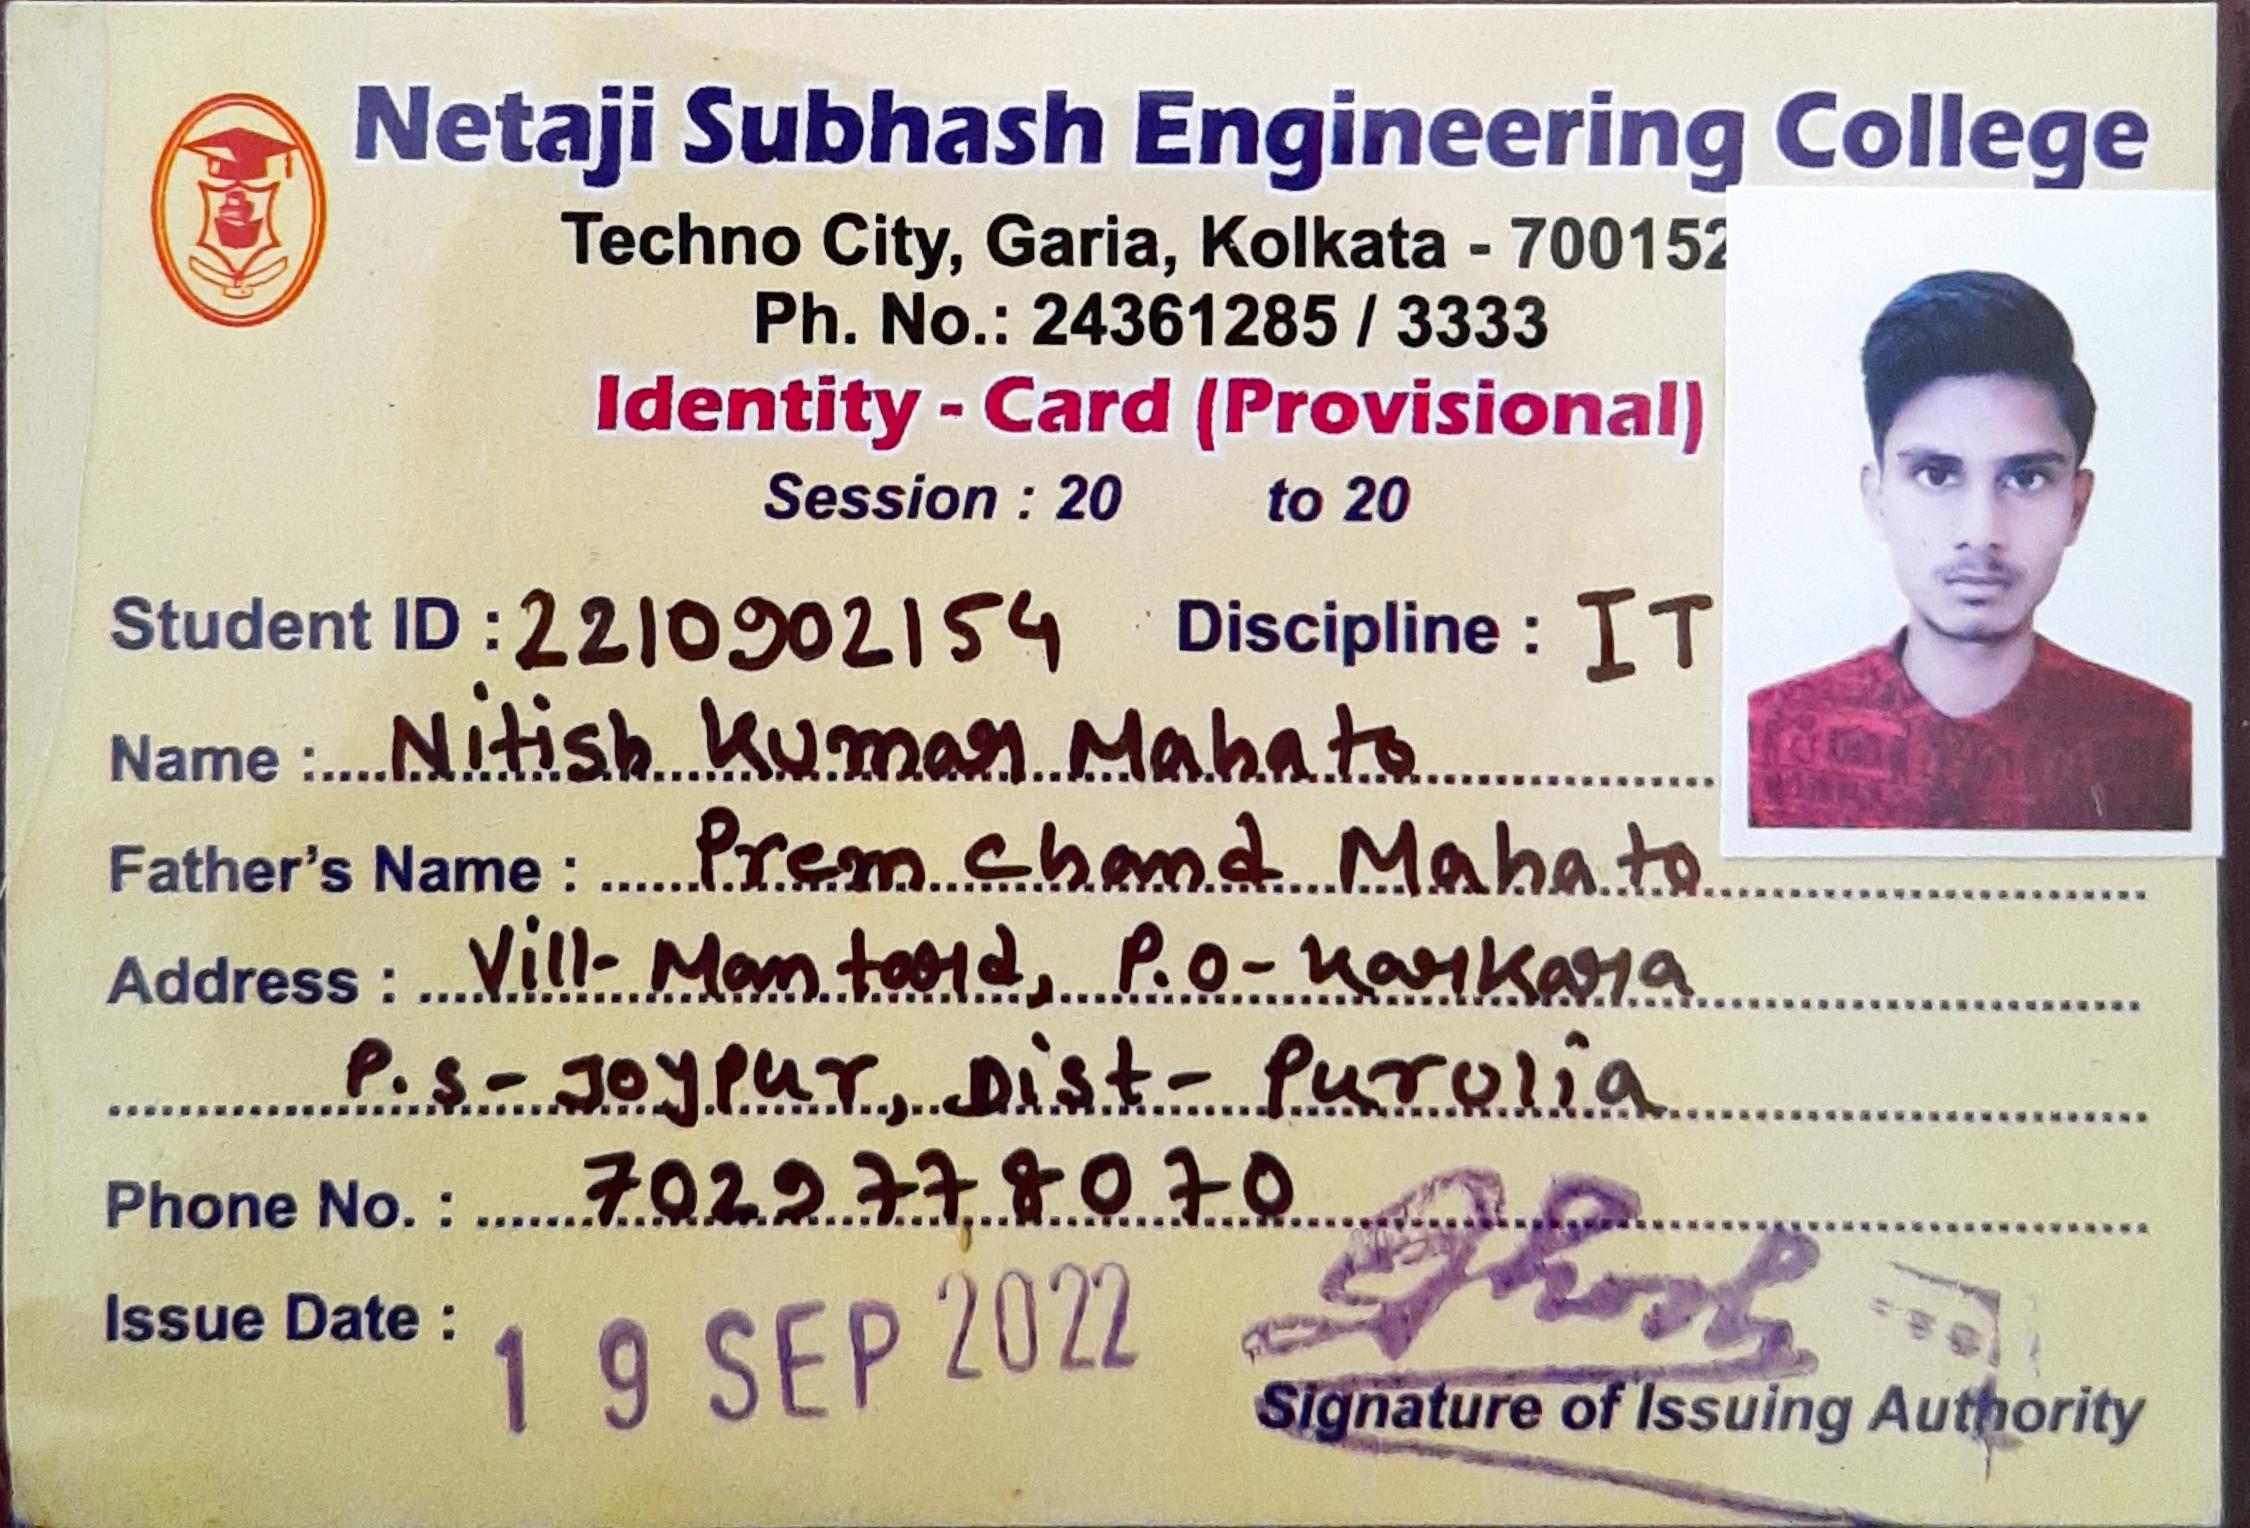 Netaji Subhash Engineering College
Techno City, Garia, Kolkata - 700152
Ph. No.: 24361285 / 3333
Identity - Card (Provisional)
Session : 20 to 20
Student ID : 2210902154 Discipline : IT
Name : Nitish Kumar Mahato
Father's Name : Prem Chand Mahato
Address : Vill- Mantard, P.O- Karkara
P.S- Joypur, Dist- Purulia
Phone No. : 7029778070
Issue Date : 19 SEP 2022
Ghosh
Signature of Issuing Authority